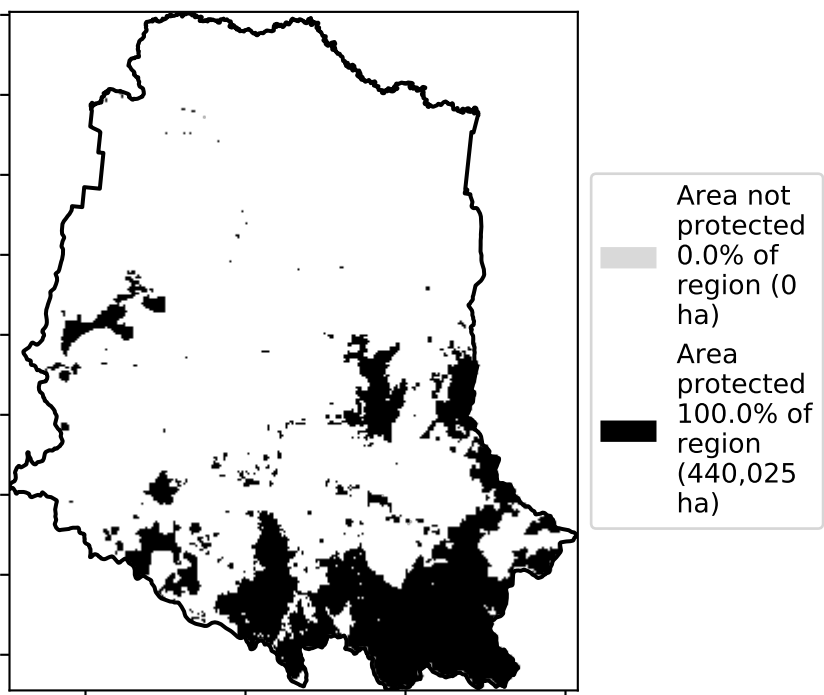 Area not
protected
0.0% of
region (0
ha)
Area
protected
100.0% of
region
(440,025
ha)